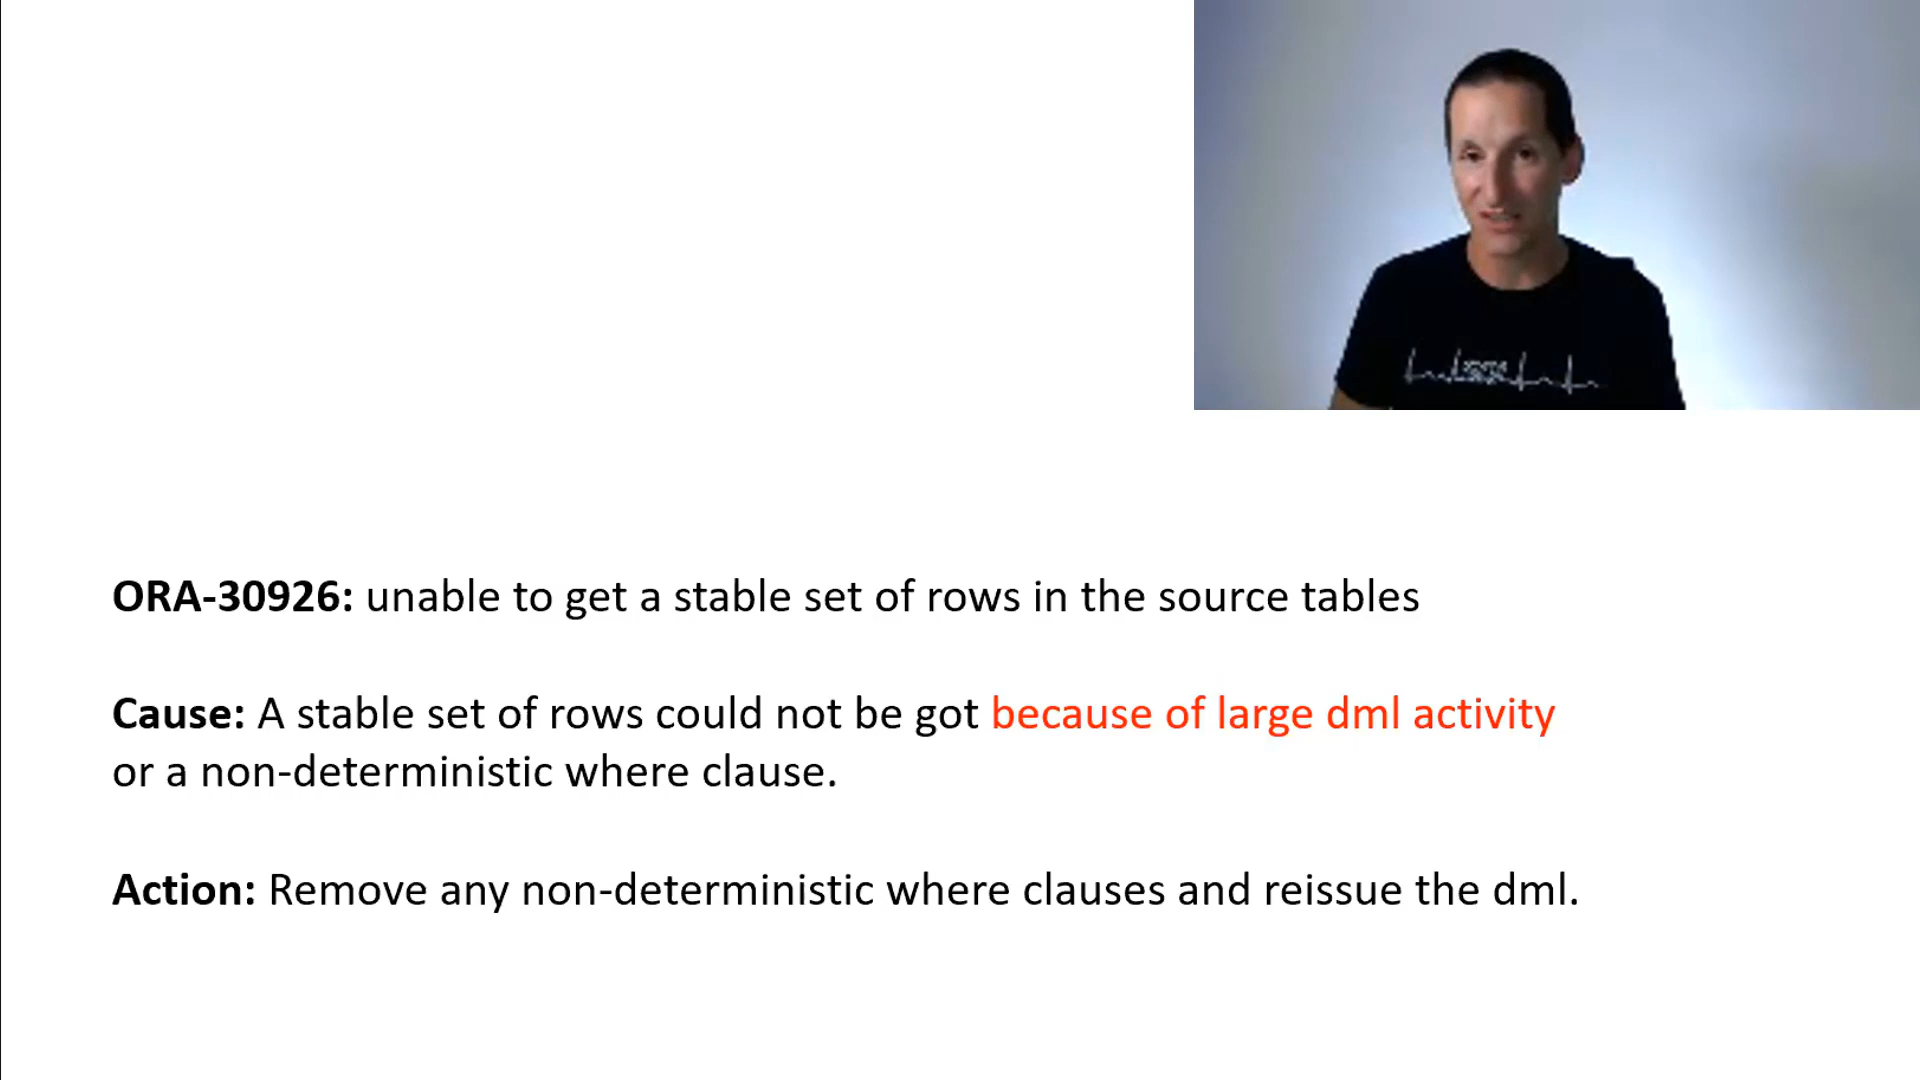 ORA-30926: unable to get a stable set of rows in the source tables
Cause: A stable set of rows could not be got because of large dml activity
or a non-deterministic where clause.
Action: Remove any non-deterministic where clauses and reissue the dml.